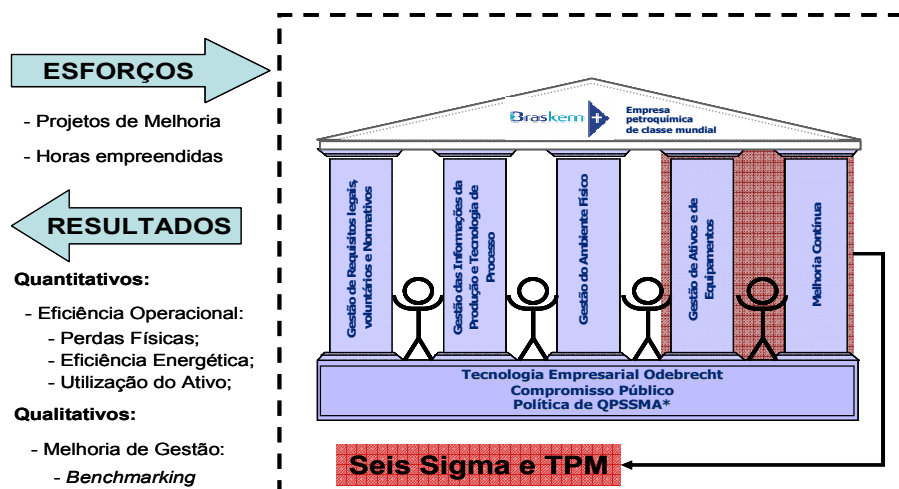 ESFORÇOS
- Projetos de Melhoria
- Horas empreendidas
RESULTADOS
Quantitativos:
- Eficiência Operacional:
- Perdas Físicas;
- Eficiência Energética;
- Utilização do Ativo;
Qualitativos:
- Melhoria de Gestão:
- Benchmarking
Braskem
Empresa
petroquímica
de classe mundial
Gestão de Requisitos legais,
voluntários e Normativos
Gestão das Informações da
Produção e Tecnologia de
Processo
Gestão do Ambiente Físico
Gestão de Ativos e de
Equipamentos
Melhoria Contínua
Tecnologia Empresarial Odebrecht
Compromisso Público
Política de QPSSMA*
Seis Sigma e TPM